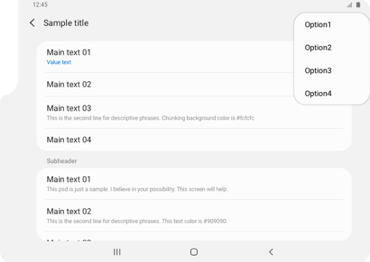 12:45
Sample title
Option1
Option2
Option3
Option4
Main text 01
Value text
Main text 02
Main text 03
This is the second line for descriptive phrases. Chunking background color is #fcfcfc.
Main text 04
Subheader
Main text 01
This psd is just a sample. I believe in your possibility. This screen will help.
Main text 02
This is the second line for descriptive phrases. This text color is #909090.